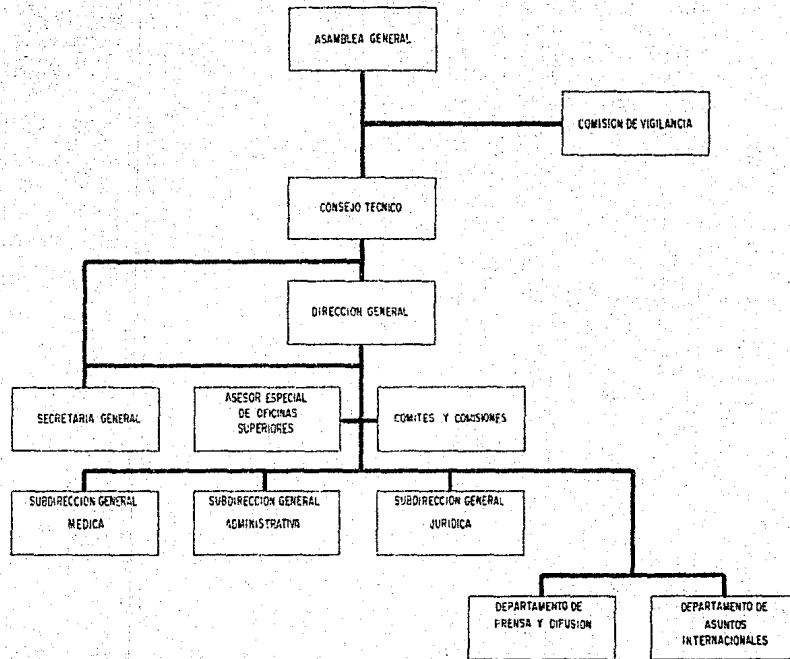 ASAMBLEA GENERAL
COMISION DE VIGILANCIA
CONSEJO TECNICO
DIRECCION GENERAL
SECRETARIA GENERAL
ASESOR ESPECIAL
DE OFICINAS
SUPERIORES
COMITES Y COMISIONES
SUBDIRECCION GENERAL
MEDICA
SUBDIRECCION GENERAL
ADMINISTRATIVA
SUBDIRECCION GENERAL
JURIDICA
DEPARTAMENTO DE
PRENSA Y DIFUSION
DEPARTAMENTO DE
ASUNTOS
INTERNACIONALES